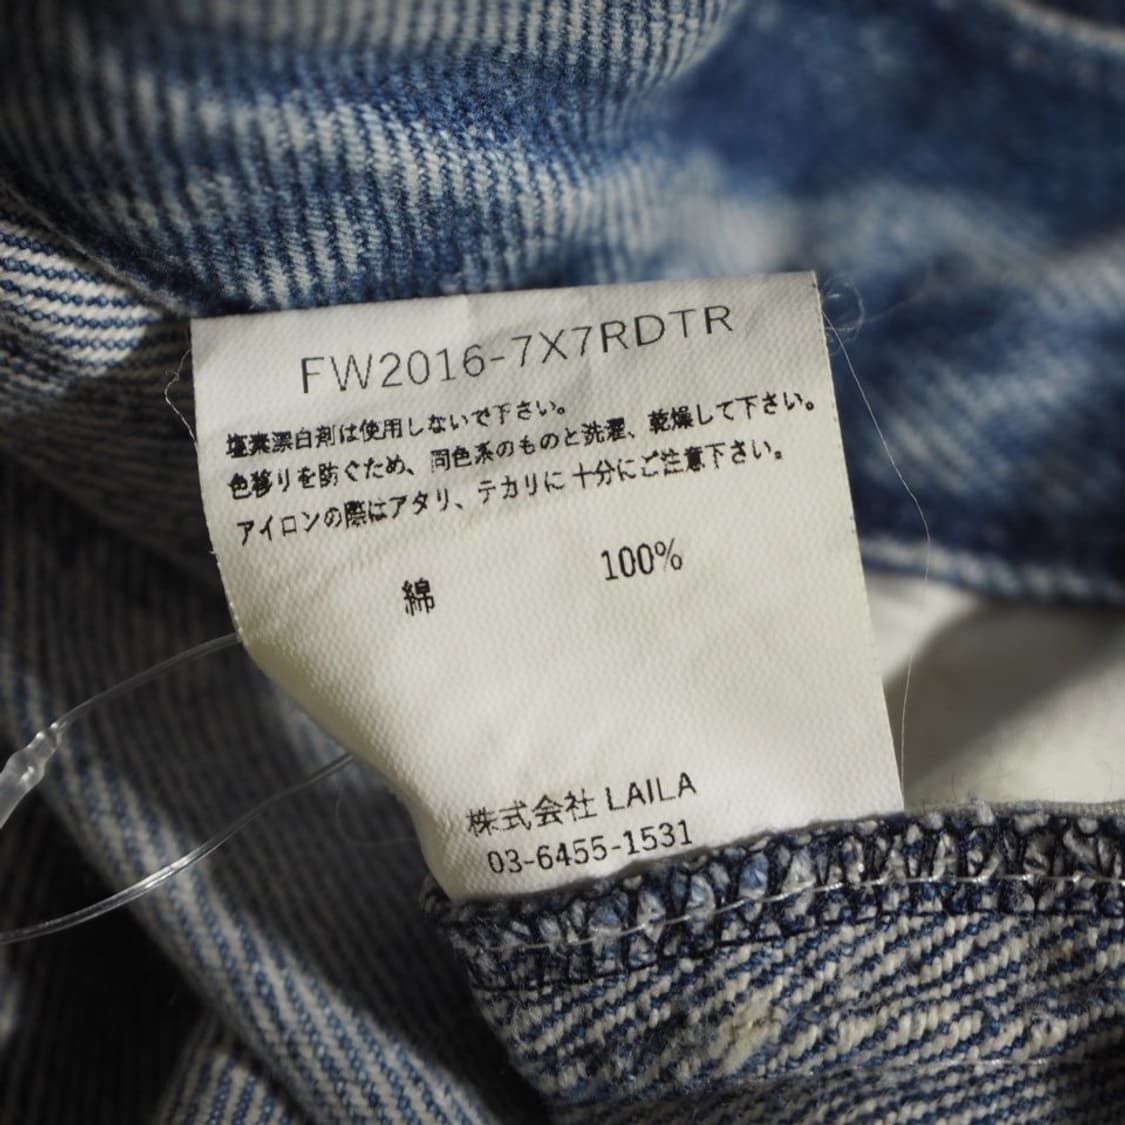 FW2016-7X7RDTR
塩素漂白剤は使用しないで下さい。
色移りを防ぐため、同色系のものと洗濯、乾燥して下さい。
アイロンの際はアタリ、テカリに十分にご注意下さい。
綿 100%
株式会社 LAILA
03-6455-1531